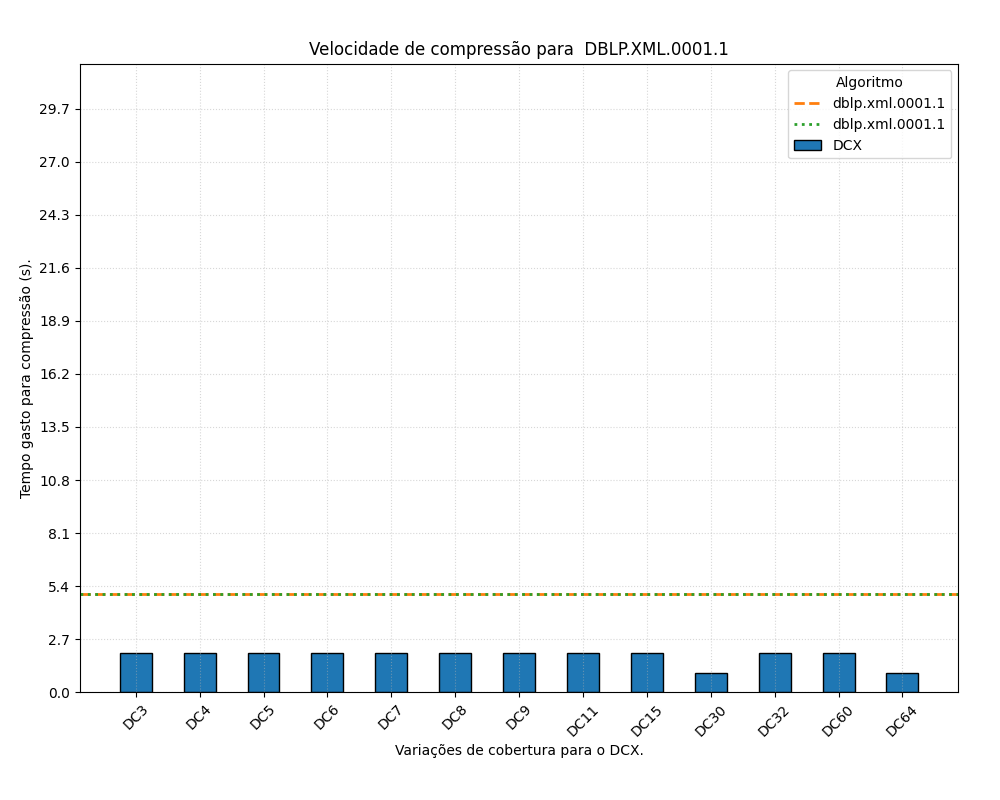 Velocidade de compressão para  DBLP.XML.0001.1
Algoritmo
dblp.xml.0001.1
dblp.xml.0001.1
DCX
Tempo gasto para compressão (s).
29.7
27.0
24.3
21.6
18.9
16.2
13.5
10.8
8.1
5.4
2.7
0.0
DC3 DC4 DC5 DC6 DC7 DC8 DC9 DC11 DC15 DC30 DC32 DC60 DC64
Variações de cobertura para o DCX.